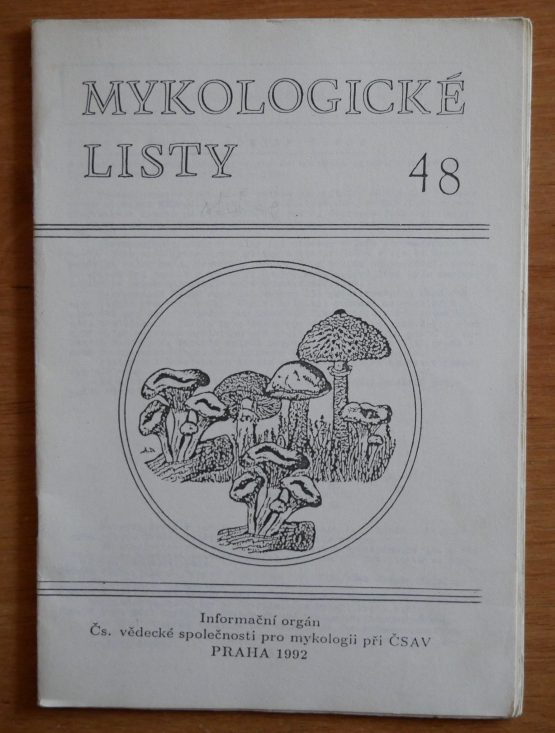 MYKOLOGICKÉ
LISTY 48
Informační orgán
Čs. vědecké společnosti pro mykologii při ČSAV
PRAHA 1992